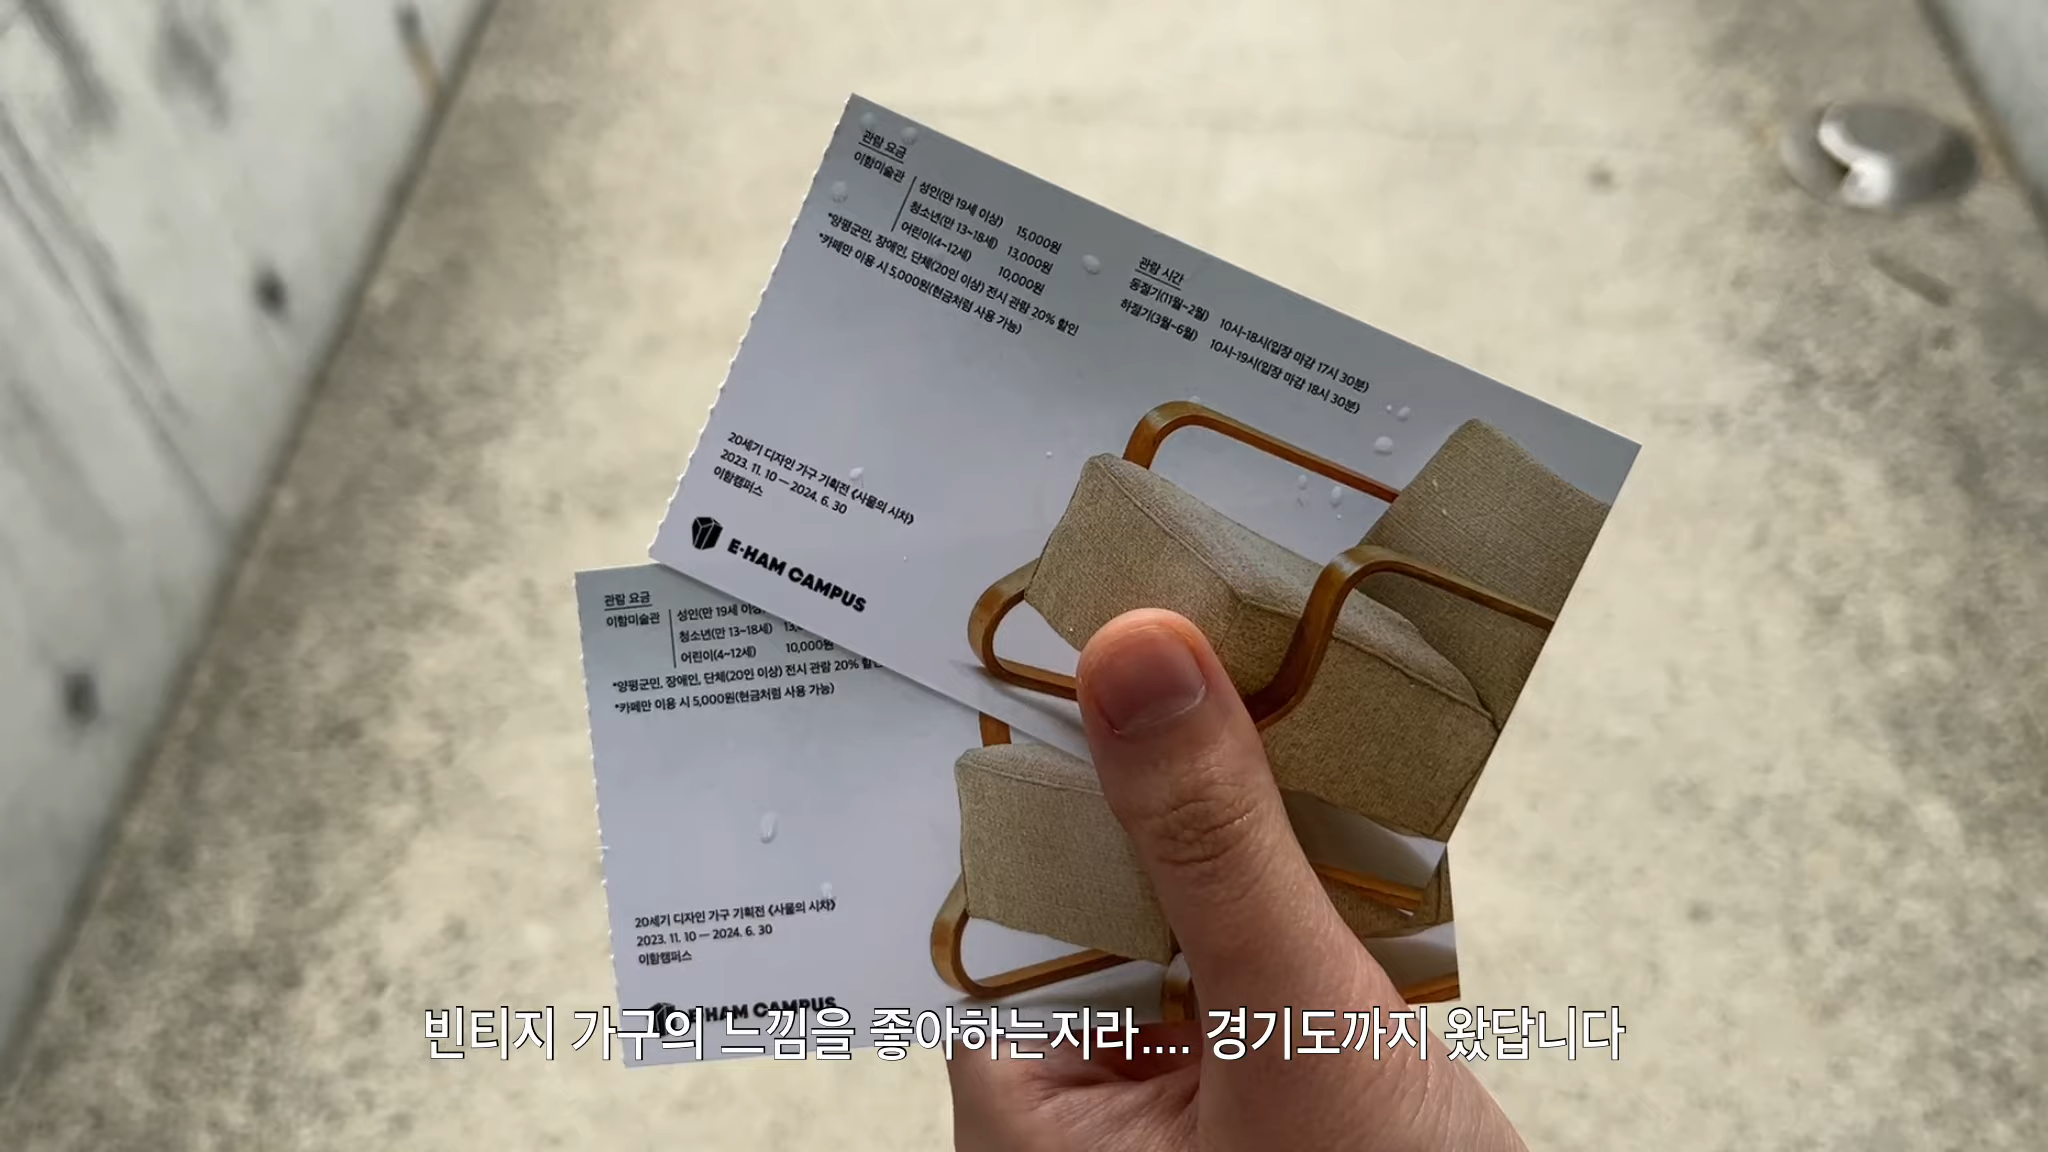 관람 요금
이함미술관
성인(만 19세 이상) 15,000원
청소년(만 13~18세) 13,000원
어린이(4~12세) 10,000원
*양평군민, 장애인, 단체(20인 이상) 전시 관람 20% 할인
*카페만 이용 시 5,000원(현금처럼 사용 가능)
관람 시간
동절기(11월~2월) 10시-18시(입장 마감 17시 30분)
하절기(3월~6월) 10시-19시(입장 마감 18시 30분)
20세기 디자인 가구 기획전 《사물의 시차》
2023. 11. 10 — 2024. 6. 30
이함캠퍼스
E·HAM CAMPUS
관람 요금
이함미술관
성인(만 19세 이상)
청소년(만 13~18세)
어린이(4~12세) 10,000원
*양평군민, 장애인, 단체(20인 이상) 전시 관람 20%
*카페만 이용 시 5,000원(현금처럼 사용 가능)
20세기 디자인 가구 기획전 《사물의 시차》
2023. 11. 10 — 2024. 6. 30
이함캠퍼스
E·HAM CAMPUS
빈티지 가구의 느낌을 좋아하는지라.... 경기도까지 왔답니다